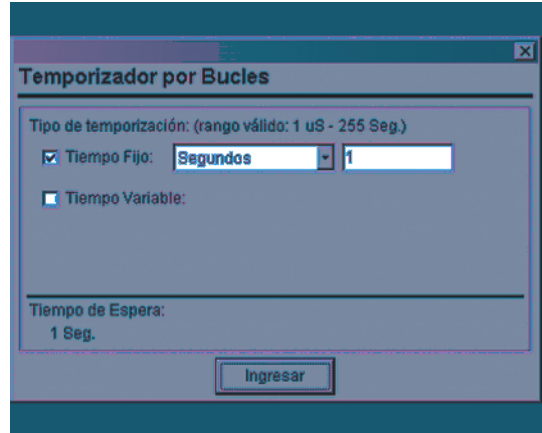 Temporizador por Bucles
Tipo de temporización: (rango válido: 1 uS - 255 Seg.)
Tiempo Fijo: Segundos 1
Tiempo Variable:
Tiempo de Espera:
1 Seg.
Ingresar